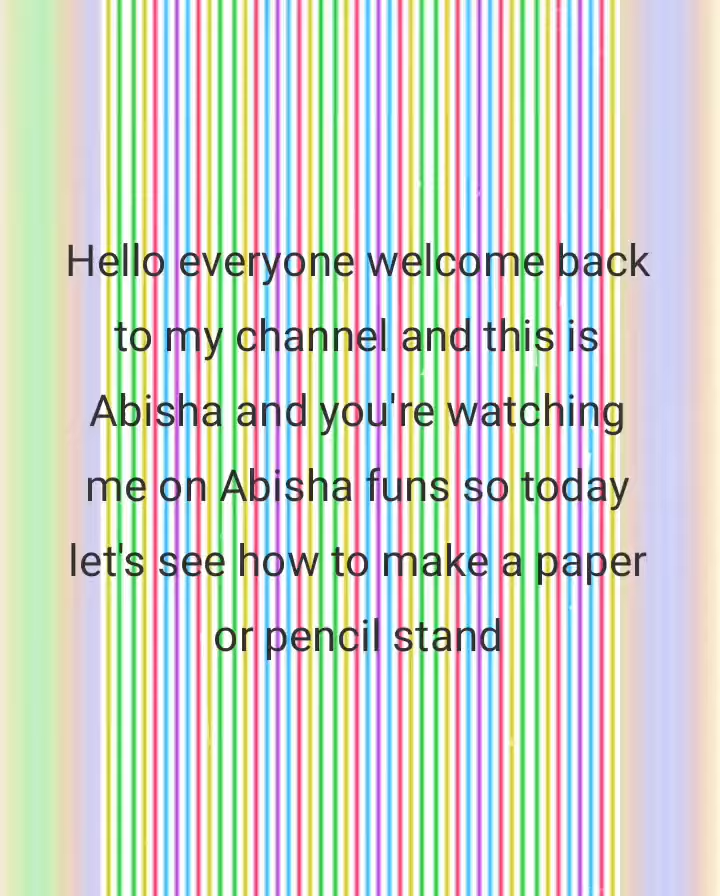 Hello everyone welcome back
to my channel and this is
Abisha and you're watching
me on Abisha funs so today
let's see how to make a paper
or pencil stand